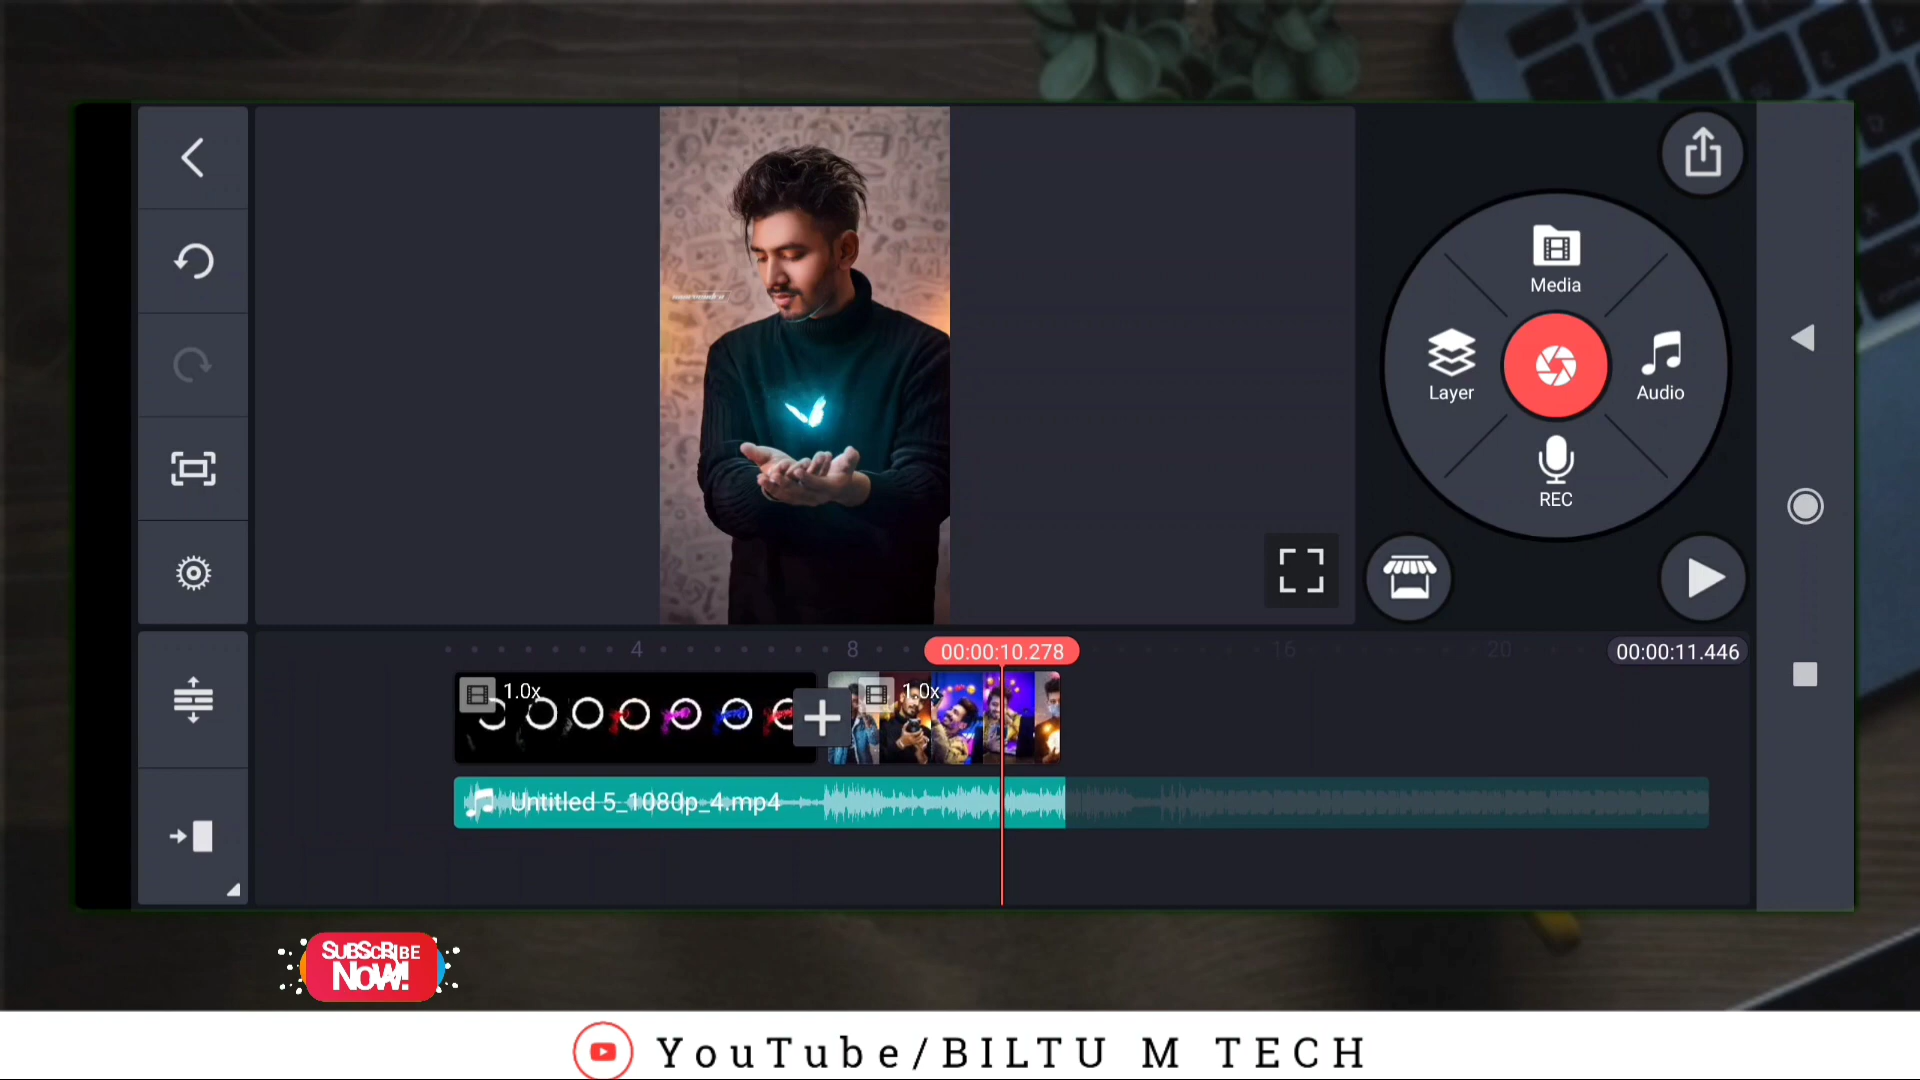 Media
Layer
Audio
REC
4
8
00:00:10.278
16
20
00:00:11.446
1.0x
1.0x
Untitled 5_1080p_4.mp4
SUBSCRIBE
NOW!
YouTube/BILTU M TECH